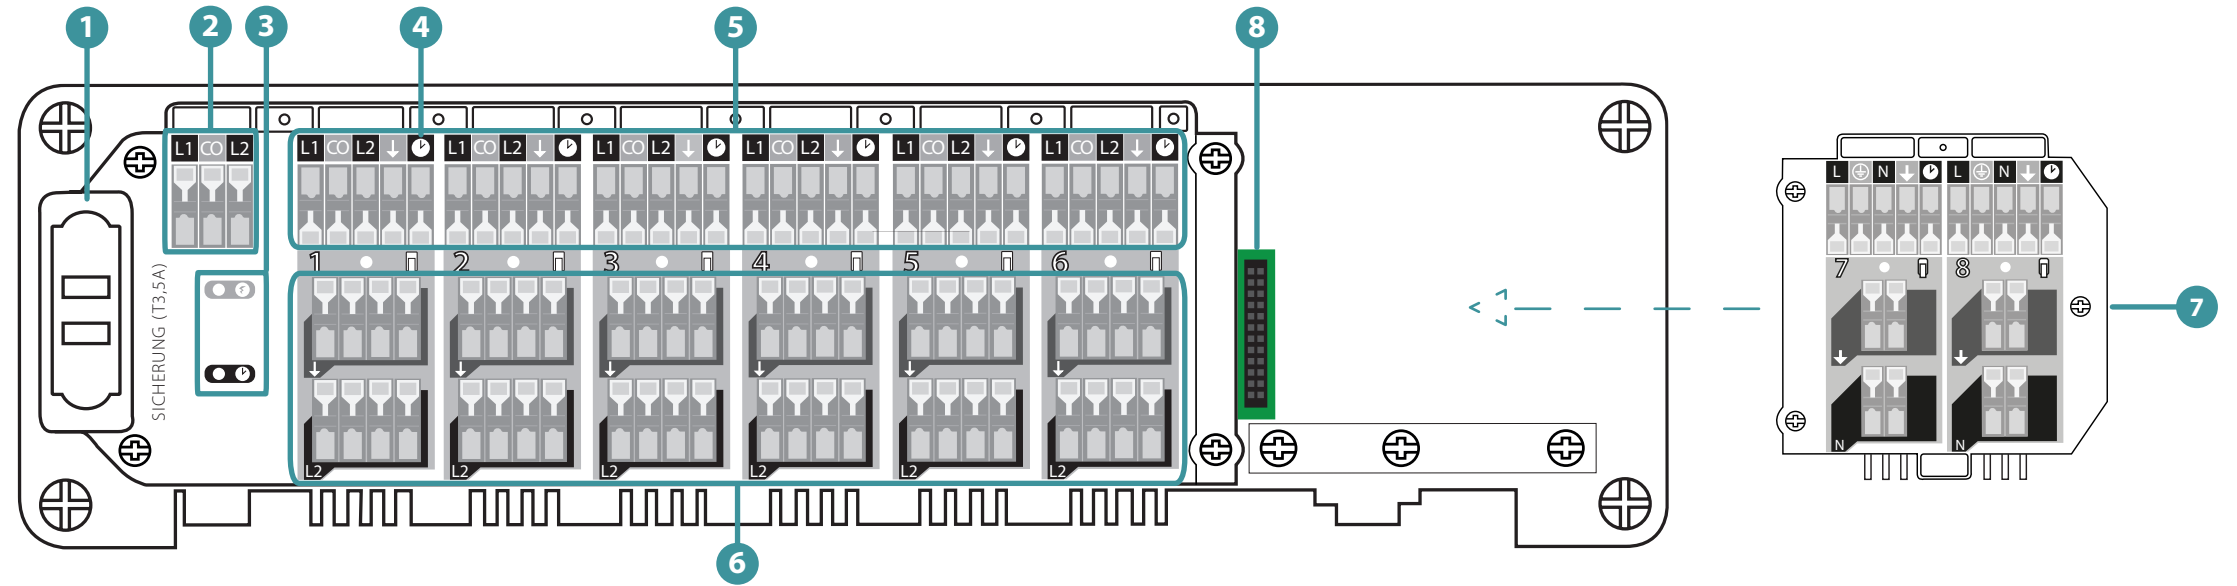 1 2 3 4 5 8
L1 CO L2
L1 CO L2
L1 CO L2
L1 CO L2
L1 CO L2
L1 CO L2
L1 CO L2
L N L N
1 2 3 4 5 6
7 8
7
SICHERUNG (T3,5A)
N N
L2 L2 L2 L2 L2 L2
6